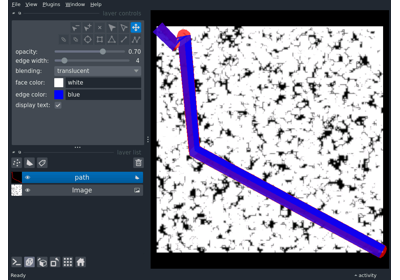 File View Plugins Window Help
layer controls
opacity: 0.70
edge width: 4
blending: translucent
face color: white
edge color: blue
display text:
layer list
path
Image
Ready
activity